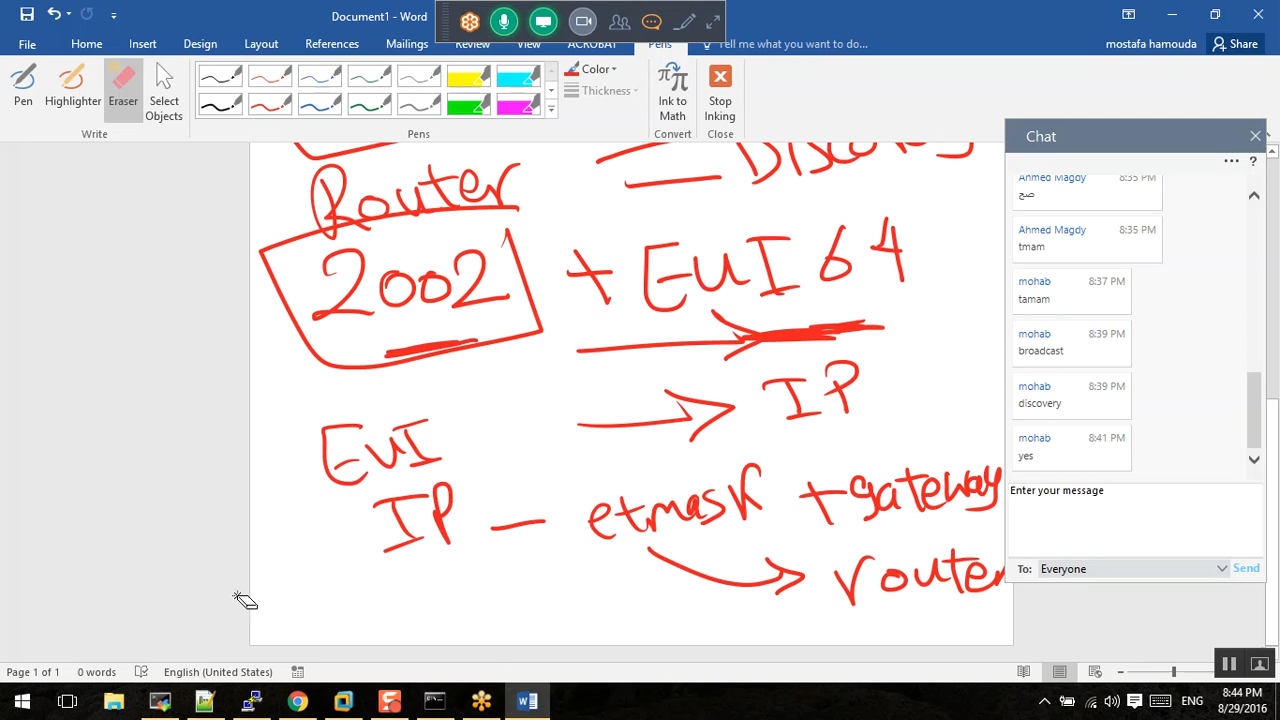 Document1 - Word
File
Home
Insert
Design
Layout
References
Mailings
Review
View
ACROBAT
Pens
Tell me what you want to do...
mostafa hamouda
Share
Pen
Highlighter
Eraser
Select Objects
Color
Thickness
Ink to Math
Stop Inking
Write
Pens
Convert
Close
Discovry
Router
2002 + EUI 64
IP
EUI
IP — etmask + gateway
router
Chat
Ahmed Magdy 8:35 PM
صح
Ahmed Magdy 8:35 PM
tmam
mohab 8:37 PM
tamam
mohab 8:39 PM
broadcast
mohab 8:39 PM
discovery
mohab 8:41 PM
yes
Enter your message
To: Everyone
Send
Page 1 of 1
0 words
English (United States)
ENG
8:44 PM
8/29/2016